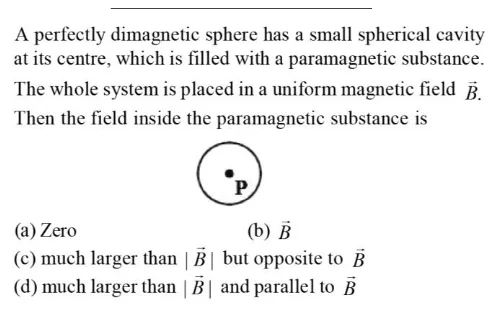 A perfectly dimagnetic sphere has a small spherical cavity
at its centre, which is filled with a paramagnetic substance.
The whole system is placed in a uniform magnetic field B⃗.
Then the field inside the paramagnetic substance is
P
(a) Zero (b) B⃗
(c) much larger than | B⃗ | but opposite to B⃗
(d) much larger than | B⃗ | and parallel to B⃗